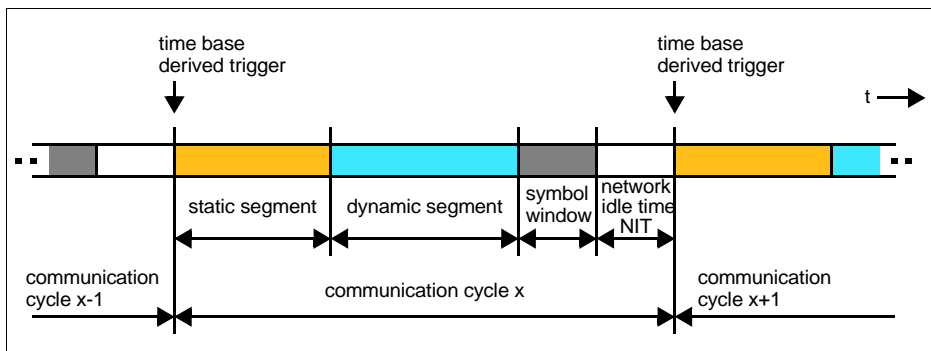 time base
derived trigger
time base
derived trigger
t
static segment
dynamic segment
symbol
window
network
idle time
NIT
communication
cycle x-1
communication cycle x
communication
cycle x+1